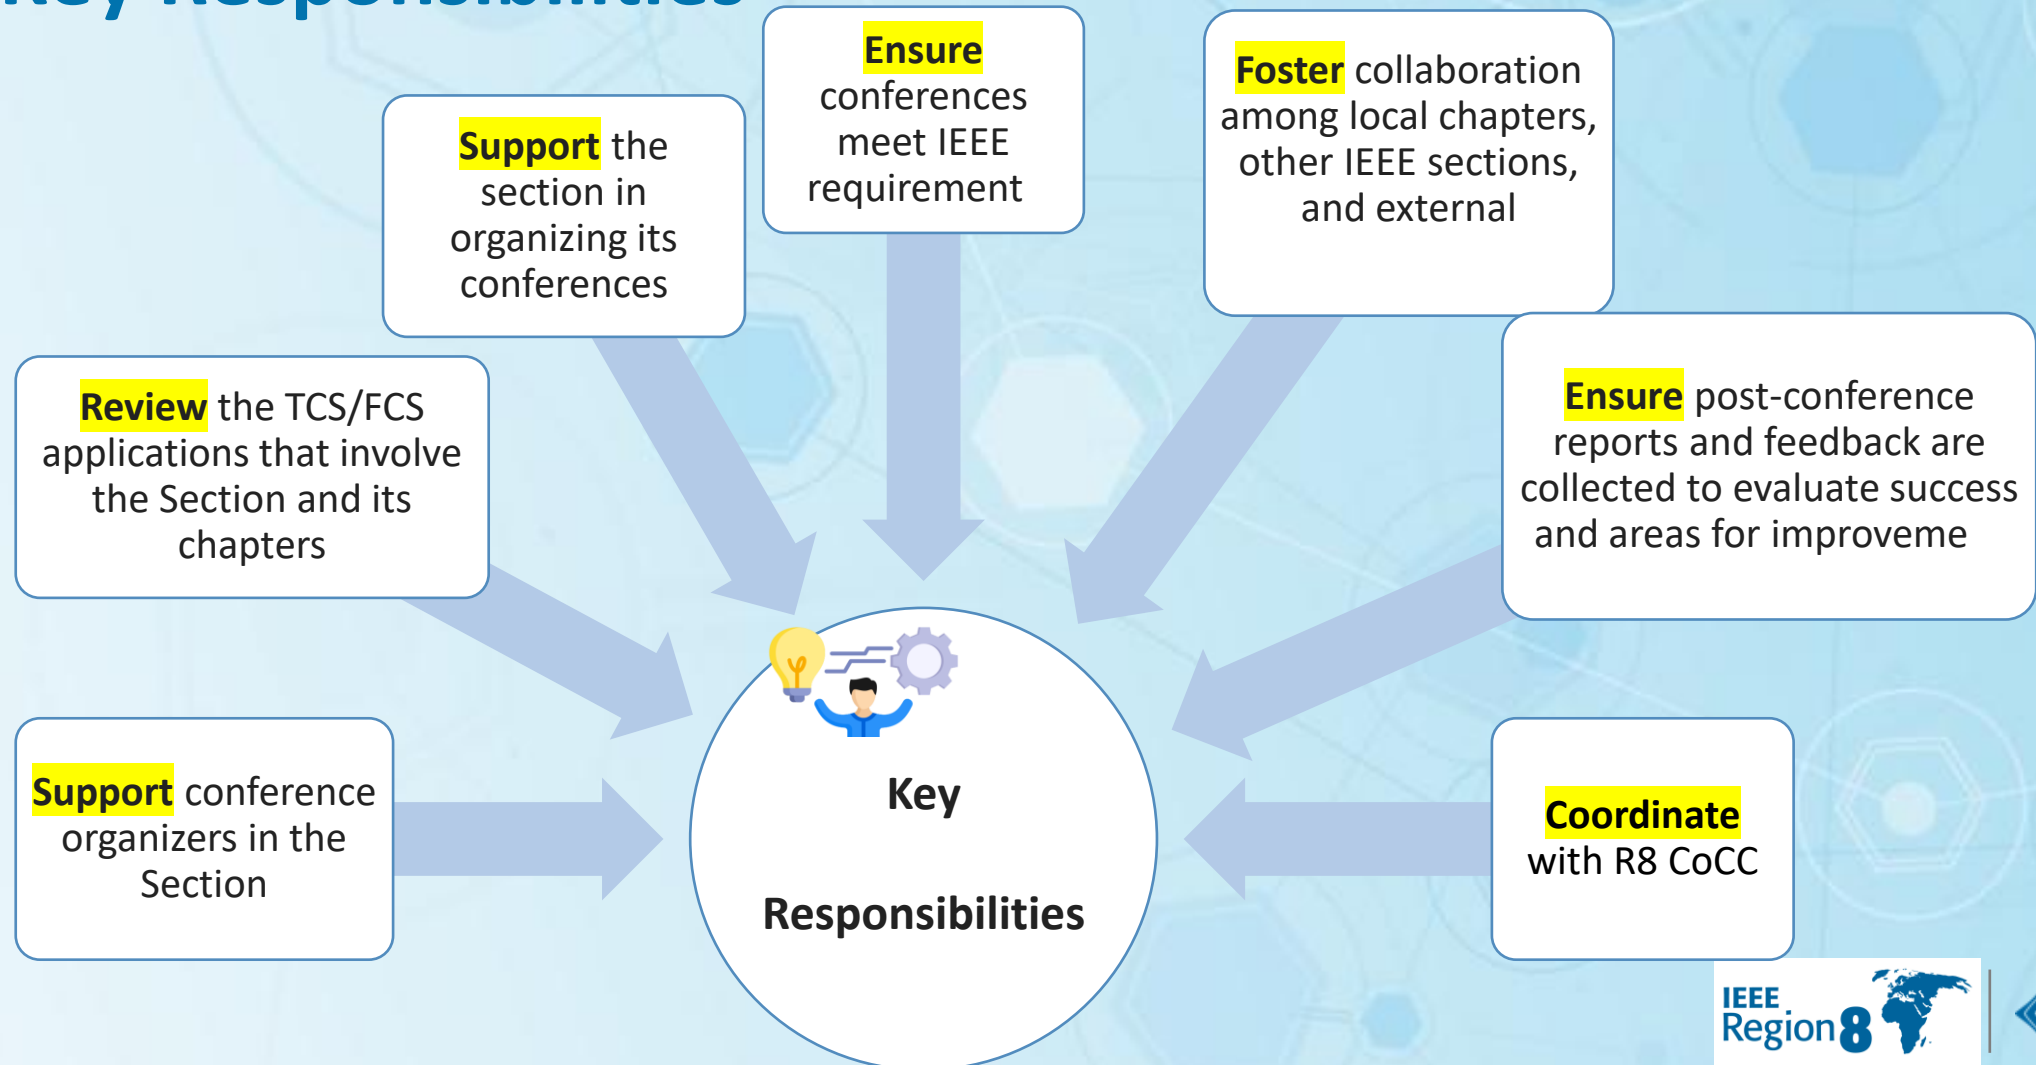 Key Responsibilities
Ensure
conferences
meet IEEE
requirement
Foster collaboration
among local chapters,
other IEEE sections,
and external
Support the
section in
organizing its
conferences
Review the TCS/FCS
applications that involve
the Section and its
chapters
Ensure post-conference
reports and feedback are
collected to evaluate success
and areas for improveme
Support conference
organizers in the
Section
Key
Responsibilities
Coordinate
with R8 CoCC
IEEE
Region 8